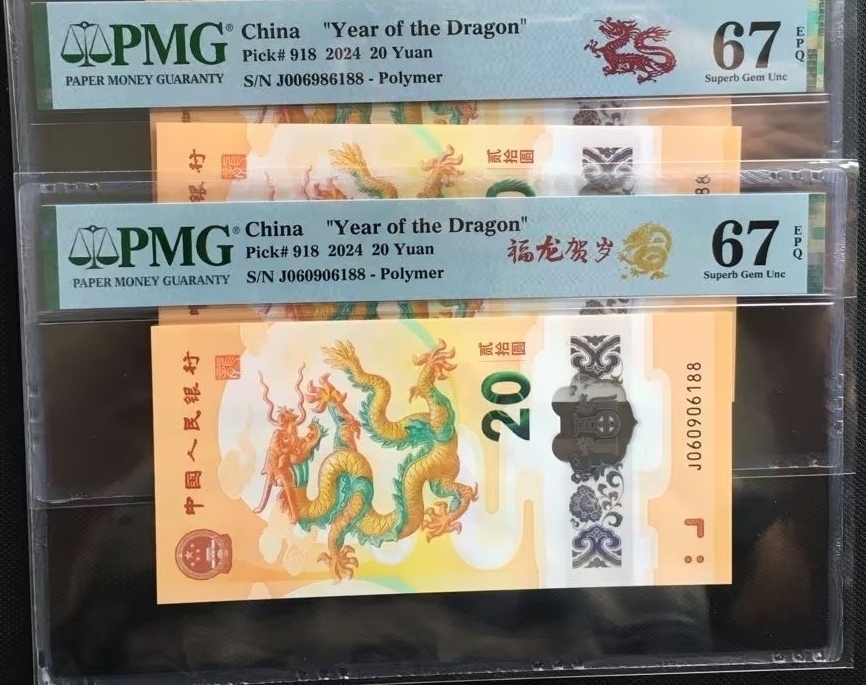 PMG®
PAPER MONEY GUARANTY
China "Year of the Dragon"
Pick# 918 2024 20 Yuan
S/N J006986188 - Polymer
67
Superb Gem Unc
EPQ
银行
贰拾圆
88
PMG®
PAPER MONEY GUARANTY
China "Year of the Dragon"
Pick# 918 2024 20 Yuan
S/N J060906188 - Polymer
福龙贺岁
67
Superb Gem Unc
EPQ
中国人民银行
贰拾圆
20
J060906188